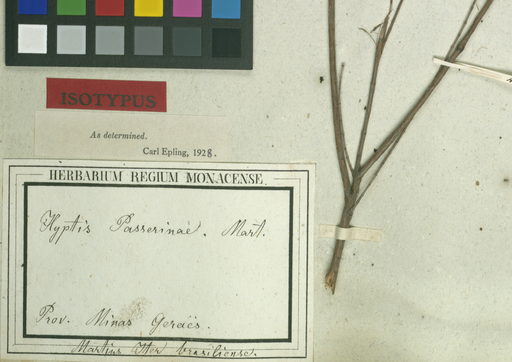 ISOTYPUS
As determined.
Carl Epling, 1928.
HERBARIUM REGIUM MONACENSE.
Hyptis Passerinae. Mart.
Prov. Minas Geraës.
Martius Iter brasiliense.